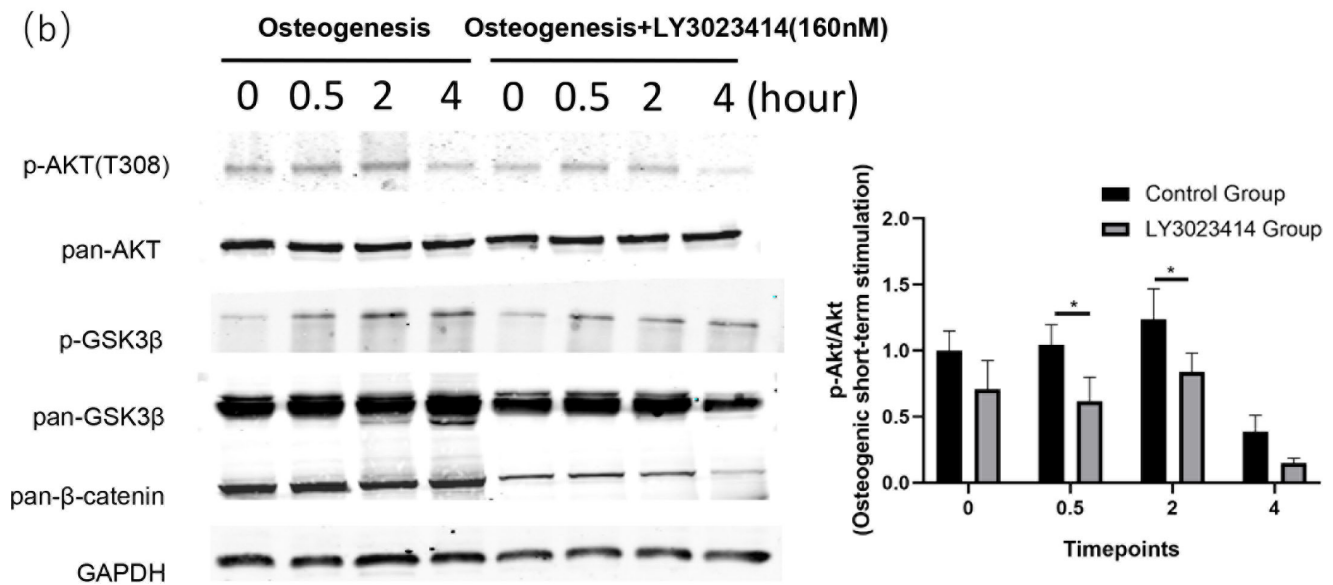 (b)
Osteogenesis Osteogenesis+LY3023414(160nM)
0 0.5 2 4 0 0.5 2 4 (hour)
p-AKT(T308)
pan-AKT
p-GSK3β
pan-GSK3β
pan-β-catenin
GAPDH
Control Group
LY3023414 Group
p-Akt/Akt
(Osteogenic short-term stimulation)
2.0
1.5
1.0
0.5
0.0
*
*
0 0.5 2 4
Timepoints